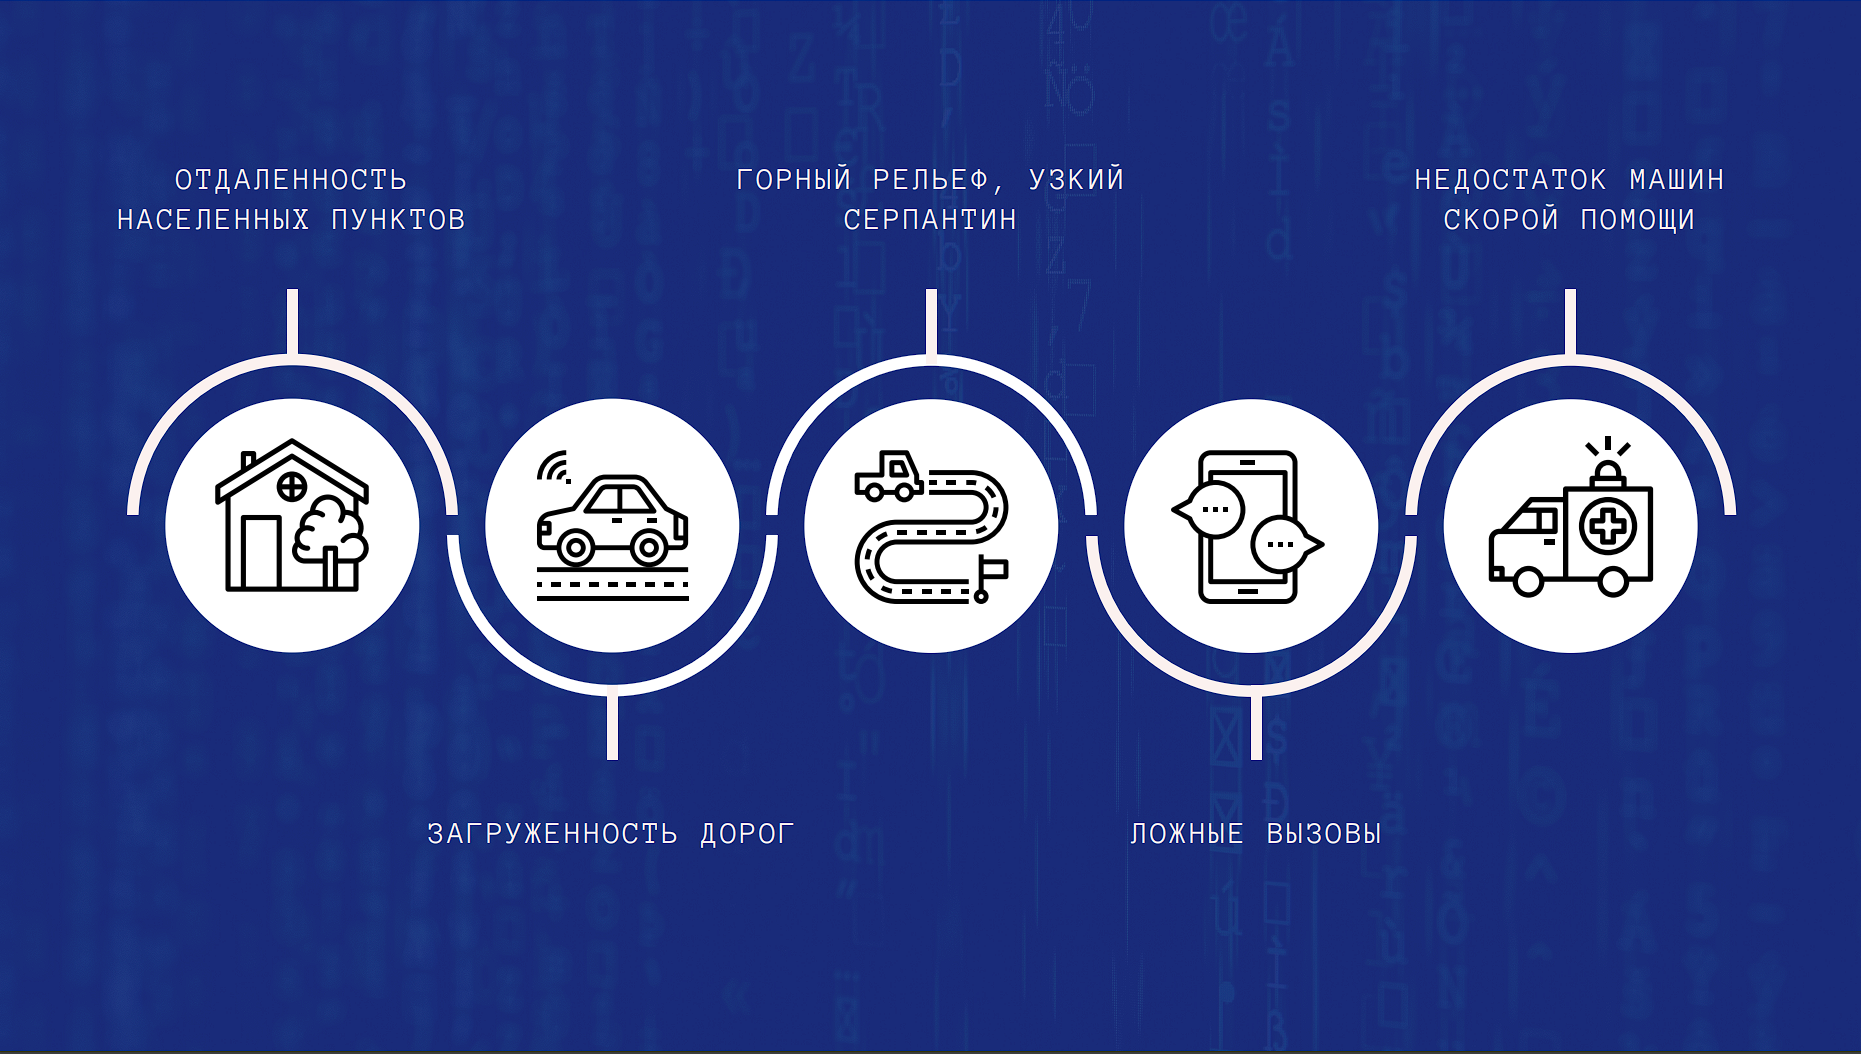 ОТДАЛЕННОСТЬ
НАСЕЛЕННЫХ ПУНКТОВ
ЗАГРУЖЕННОСТЬ ДОРОГ
ГОРНЫЙ РЕЛЬЕФ, УЗКИЙ
СЕРПАНТИН
ЛОЖНЫЕ ВЫЗОВЫ
НЕДОСТАТОК МАШИН
СКОРОЙ ПОМОЩИ